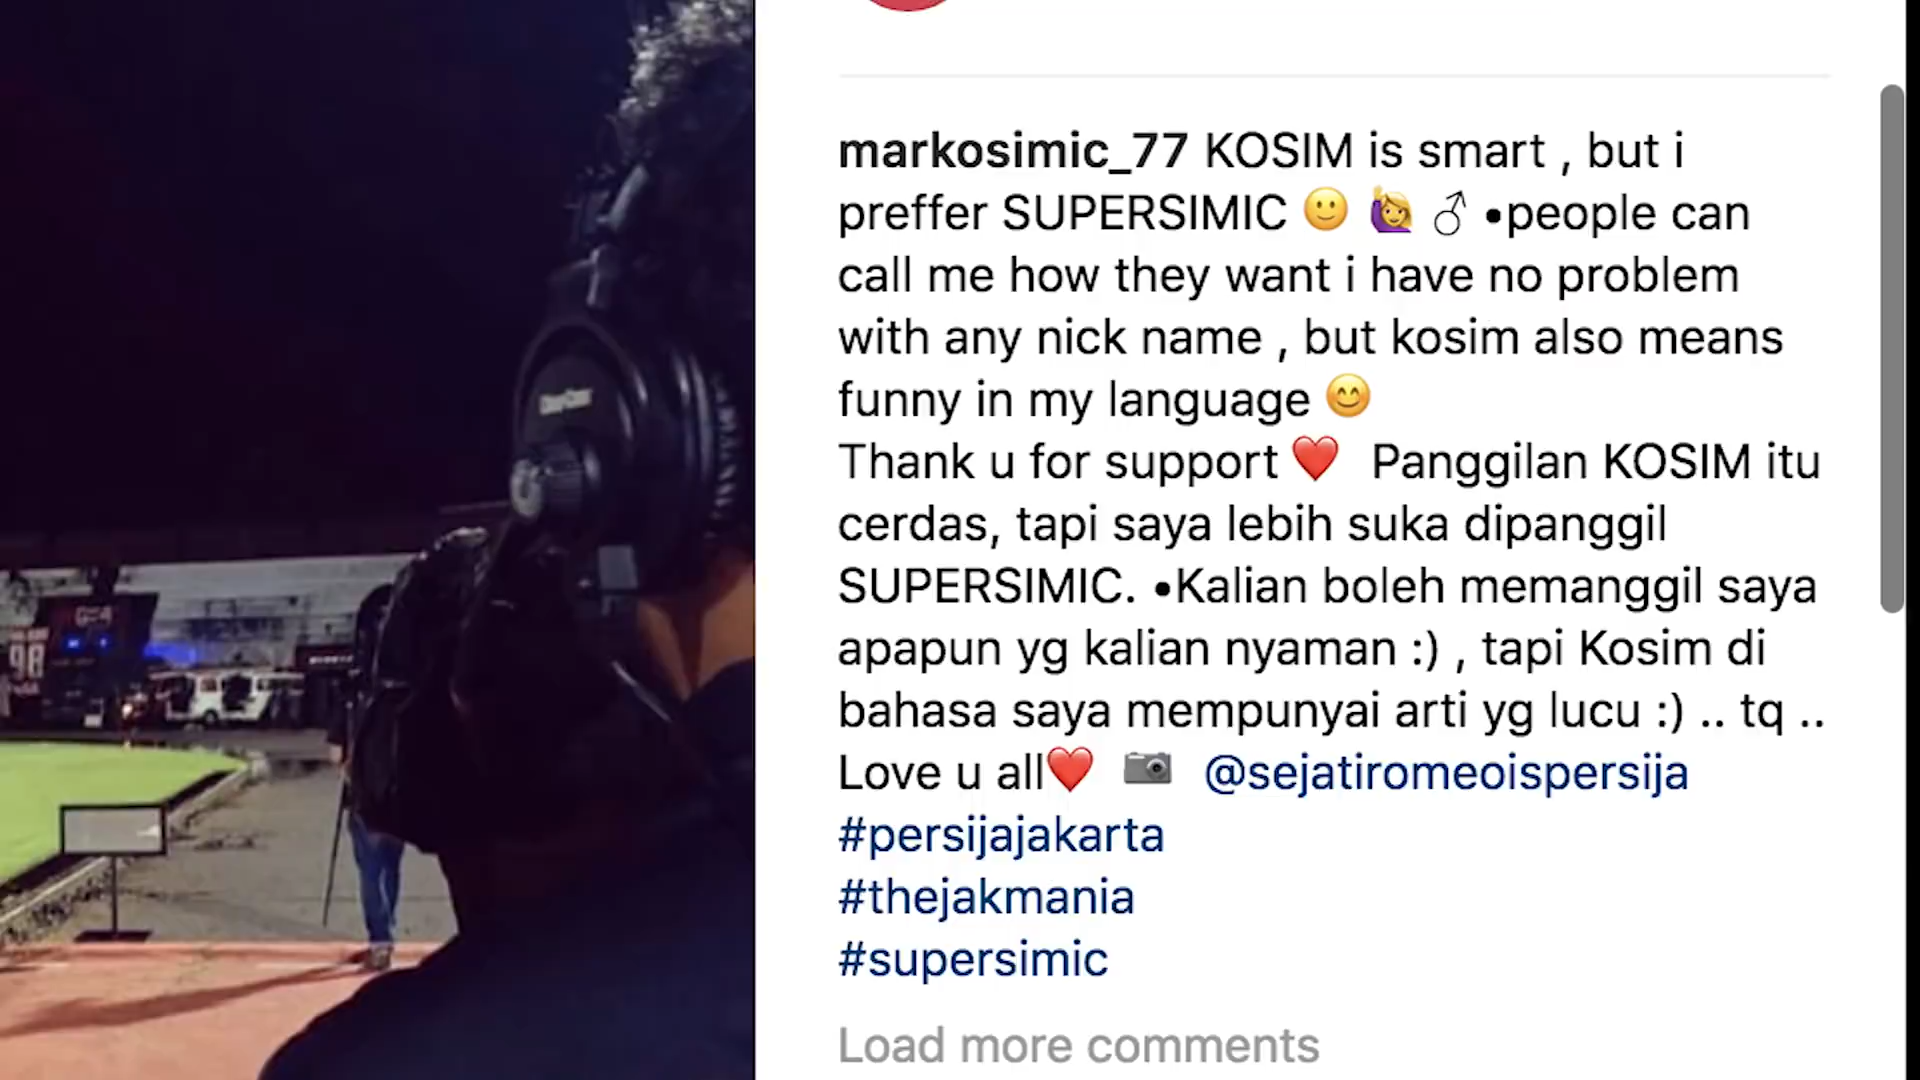 markosimic_77 KOSIM is smart , but i
preffer SUPERSIMIC 🙂 🙋 ♂ •people can
call me how they want i have no problem
with any nick name , but kosim also means
funny in my language 😊
Thank u for support ❤️ Panggilan KOSIM itu
cerdas, tapi saya lebih suka dipanggil
SUPERSIMIC. •Kalian boleh memanggil saya
apapun yg kalian nyaman :) , tapi Kosim di
bahasa saya mempunyai arti yg lucu :) .. tq ..
Love u all❤️ 📷 @sejatiromeoispersija
#persijajakarta
#thejakmania
#supersimic
Load more comments
98